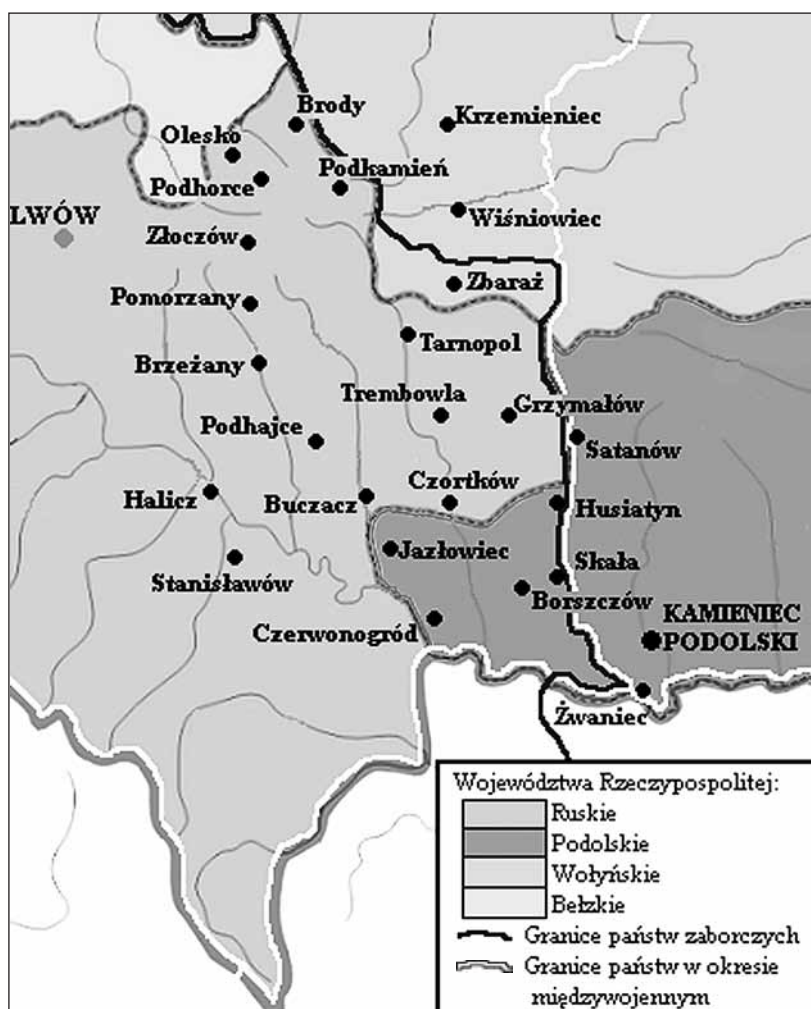 Brody
Krzemieniec
Olesko
Podkamień
Podhorce
Wiśniowiec
LWÓW
Złoczów
Zbaraż
Pomorzany
Tarnopol
Brzeżany
Trembowla
Grzymałów
Podhajce
Satanów
Czortków
Halicz
Buczacz
Husiatyn
Jazłowiec
Stanisławów
Skała
Borszczów
KAMIENIEC
PODOLSKI
Czerwonogród
Żwaniec
Województwa Rzeczypospolitej:
Ruskie
Podolskie
Wołyńskie
Bełzkie
Granice państw zaborczych
Granice państw w okresie
międzywojennym